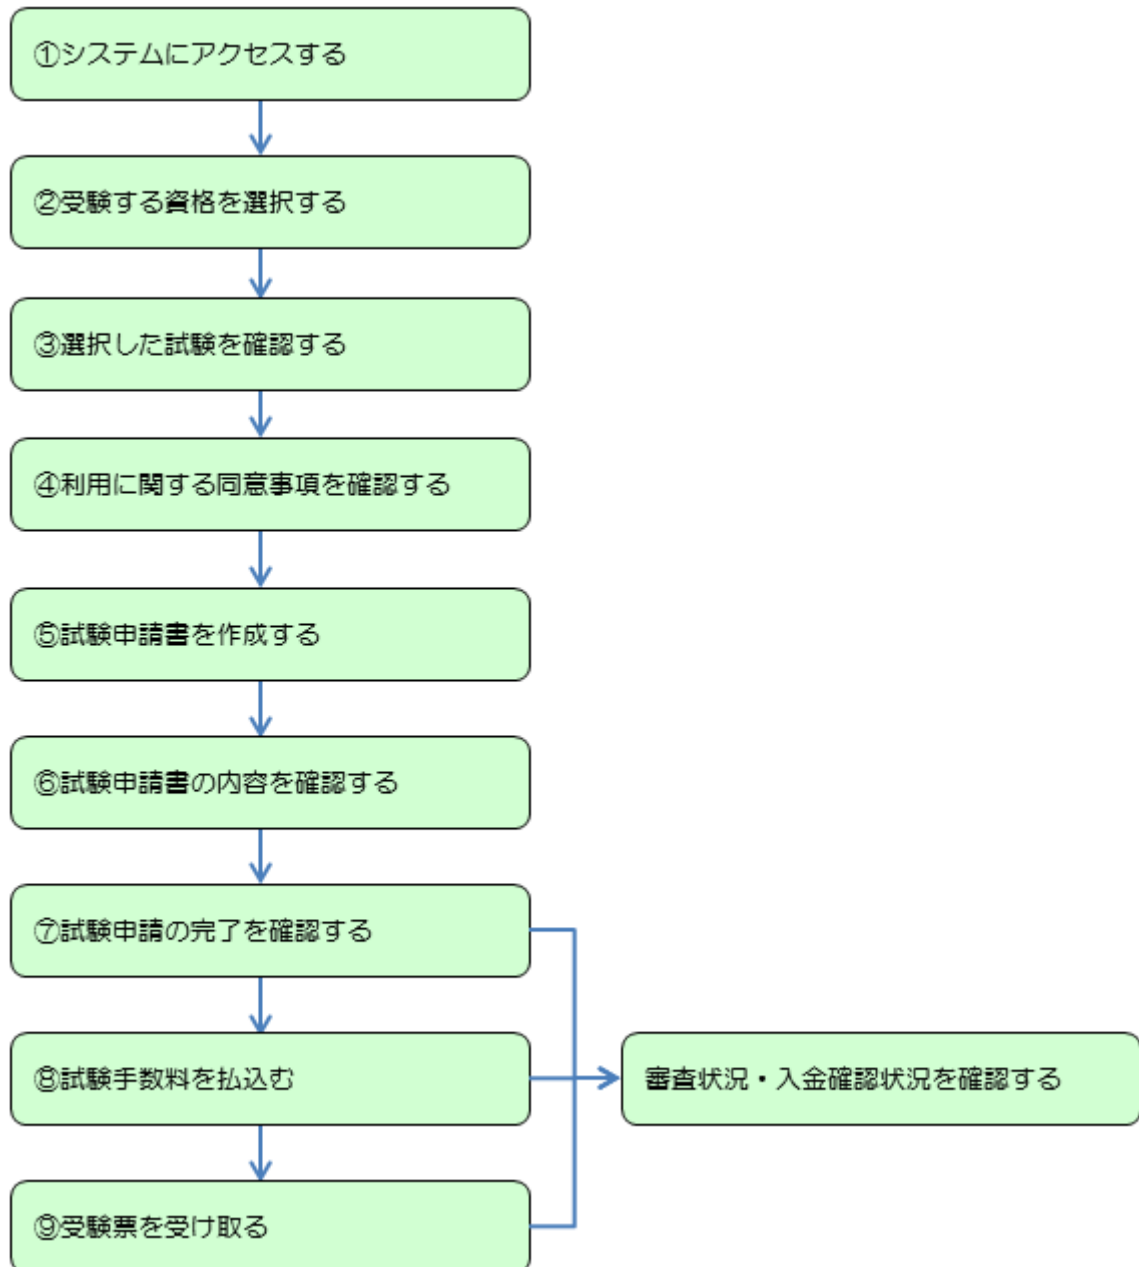 ①システムにアクセスする
②受験する資格を選択する
③選択した試験を確認する
④利用に関する同意事項を確認する
⑤試験申請書を作成する
⑥試験申請書の内容を確認する
⑦試験申請の完了を確認する
⑧試験手数料を払込む
審査状況・入金確認状況を確認する
⑨受験票を受け取る